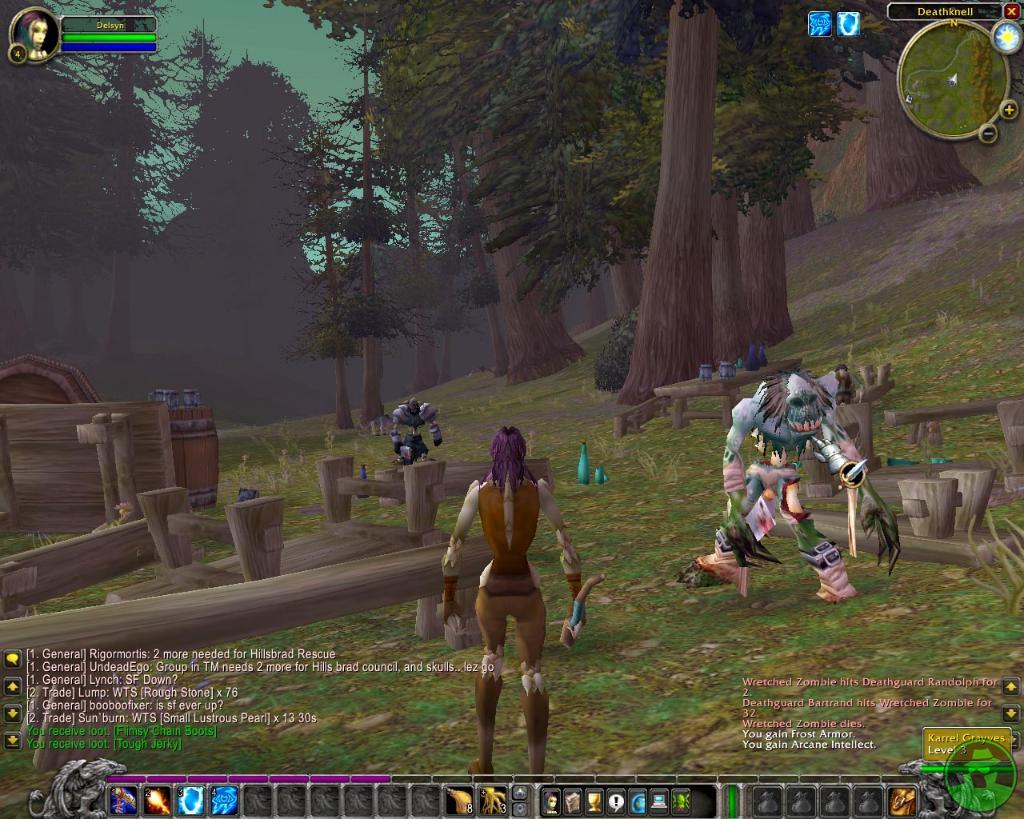 Delsyn
4
Deathknell
N
[1. General] Rigormortis: 2 more needed for Hillsbrad Rescue
[1. General] UndeadEgo: Group in TM needs 2 more for Hills brad council, and skulls.. lez go
[1. General] Lynch: SF Down?
[2. Trade] Lump: WTS [Rough Stone] x 76
[1. General] booboofixer: is sf ever up?
[2. Trade] Sun'burn: WTS [Small Lustrous Pearl] x 13 30s
You receive loot: [Flimsy Chain Boots]
You receive loot: [Tough Jerky]
Wretched Zombie hits Deathguard Randolph for
2.
Deathguard Bartrand hits Wretched Zombie for
32.
Wretched Zombie dies.
You gain Frost Armor.
You gain Arcane Intellect.
Karrel Grayves
Level 3
2 3 4 8 3